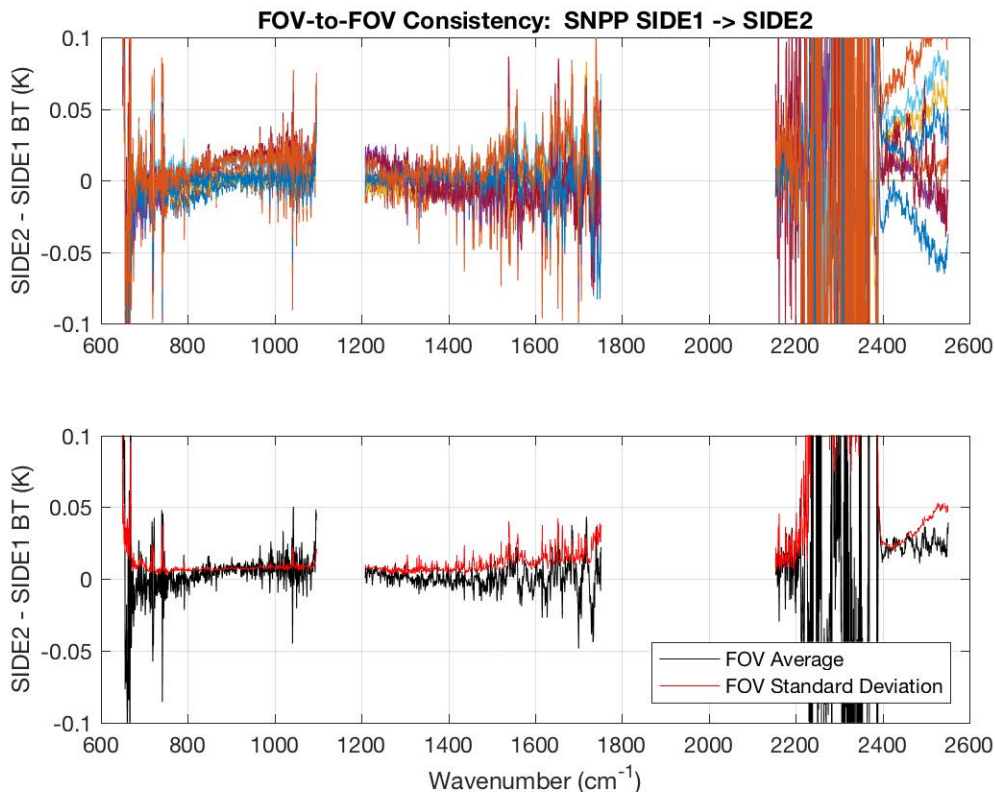 FOV-to-FOV Consistency: SNPP SIDE1 -> SIDE2
SIDE2 - SIDE1 BT (K)
0.1
0.05
0
-0.05
-0.1
600 800 1000 1200 1400 1600 1800 2000 2200 2400 2600
SIDE2 - SIDE1 BT (K)
0.1
0.05
0
-0.05
-0.1
FOV Average
FOV Standard Deviation
600 800 1000 1200 1400 1600 1800 2000 2200 2400 2600
Wavenumber (cm⁻¹)